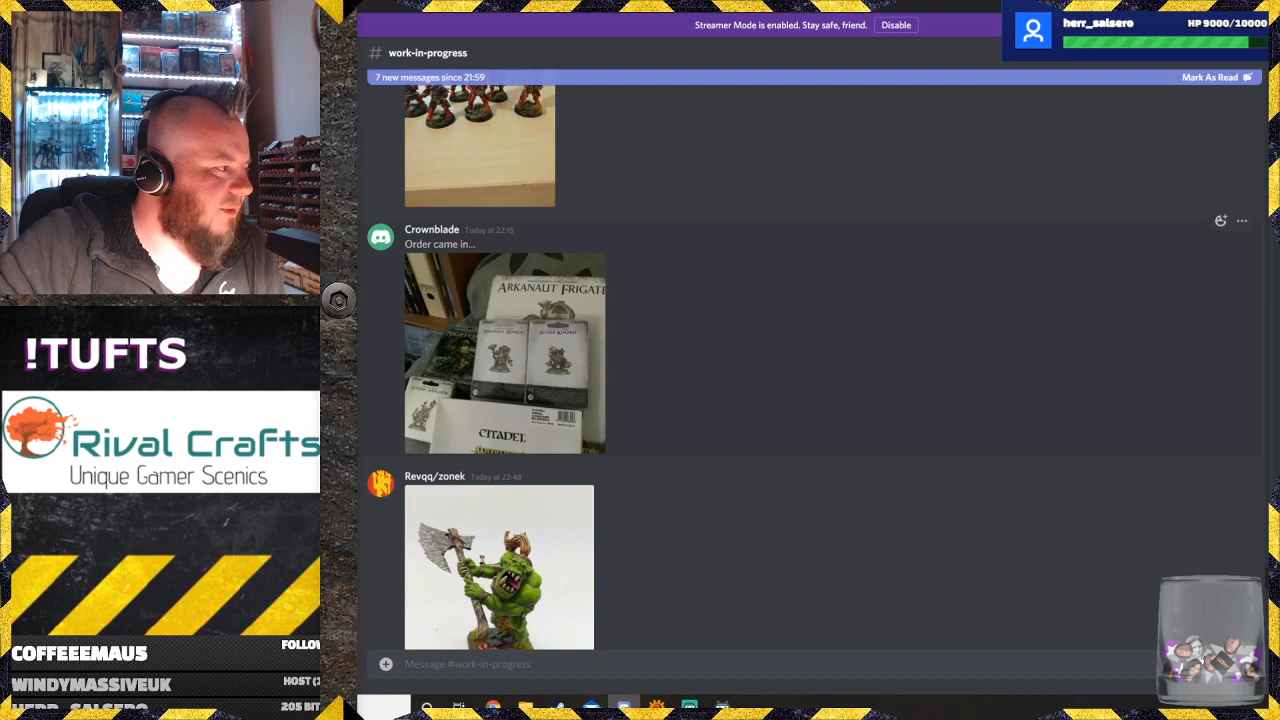 Streamer Mode is enabled. Stay safe, friend.
Disable
herr_salsero
HP 9000/10000
# work-in-progress
7 new messages since 21:59
Mark As Read
Crownblade Today at 22:15
Order came in...
ARKANAUT FRIGATE
CITADEL
Revqq/zonek Today at 22:48
Message #work-in-progress
!TUFTS
Rival Crafts
Unique Gamer Scenics
COFFEEEMAU5
FOLLOW
WINDYMASSIVEUK
HOST (
HERR_SALSERO
205 BIT